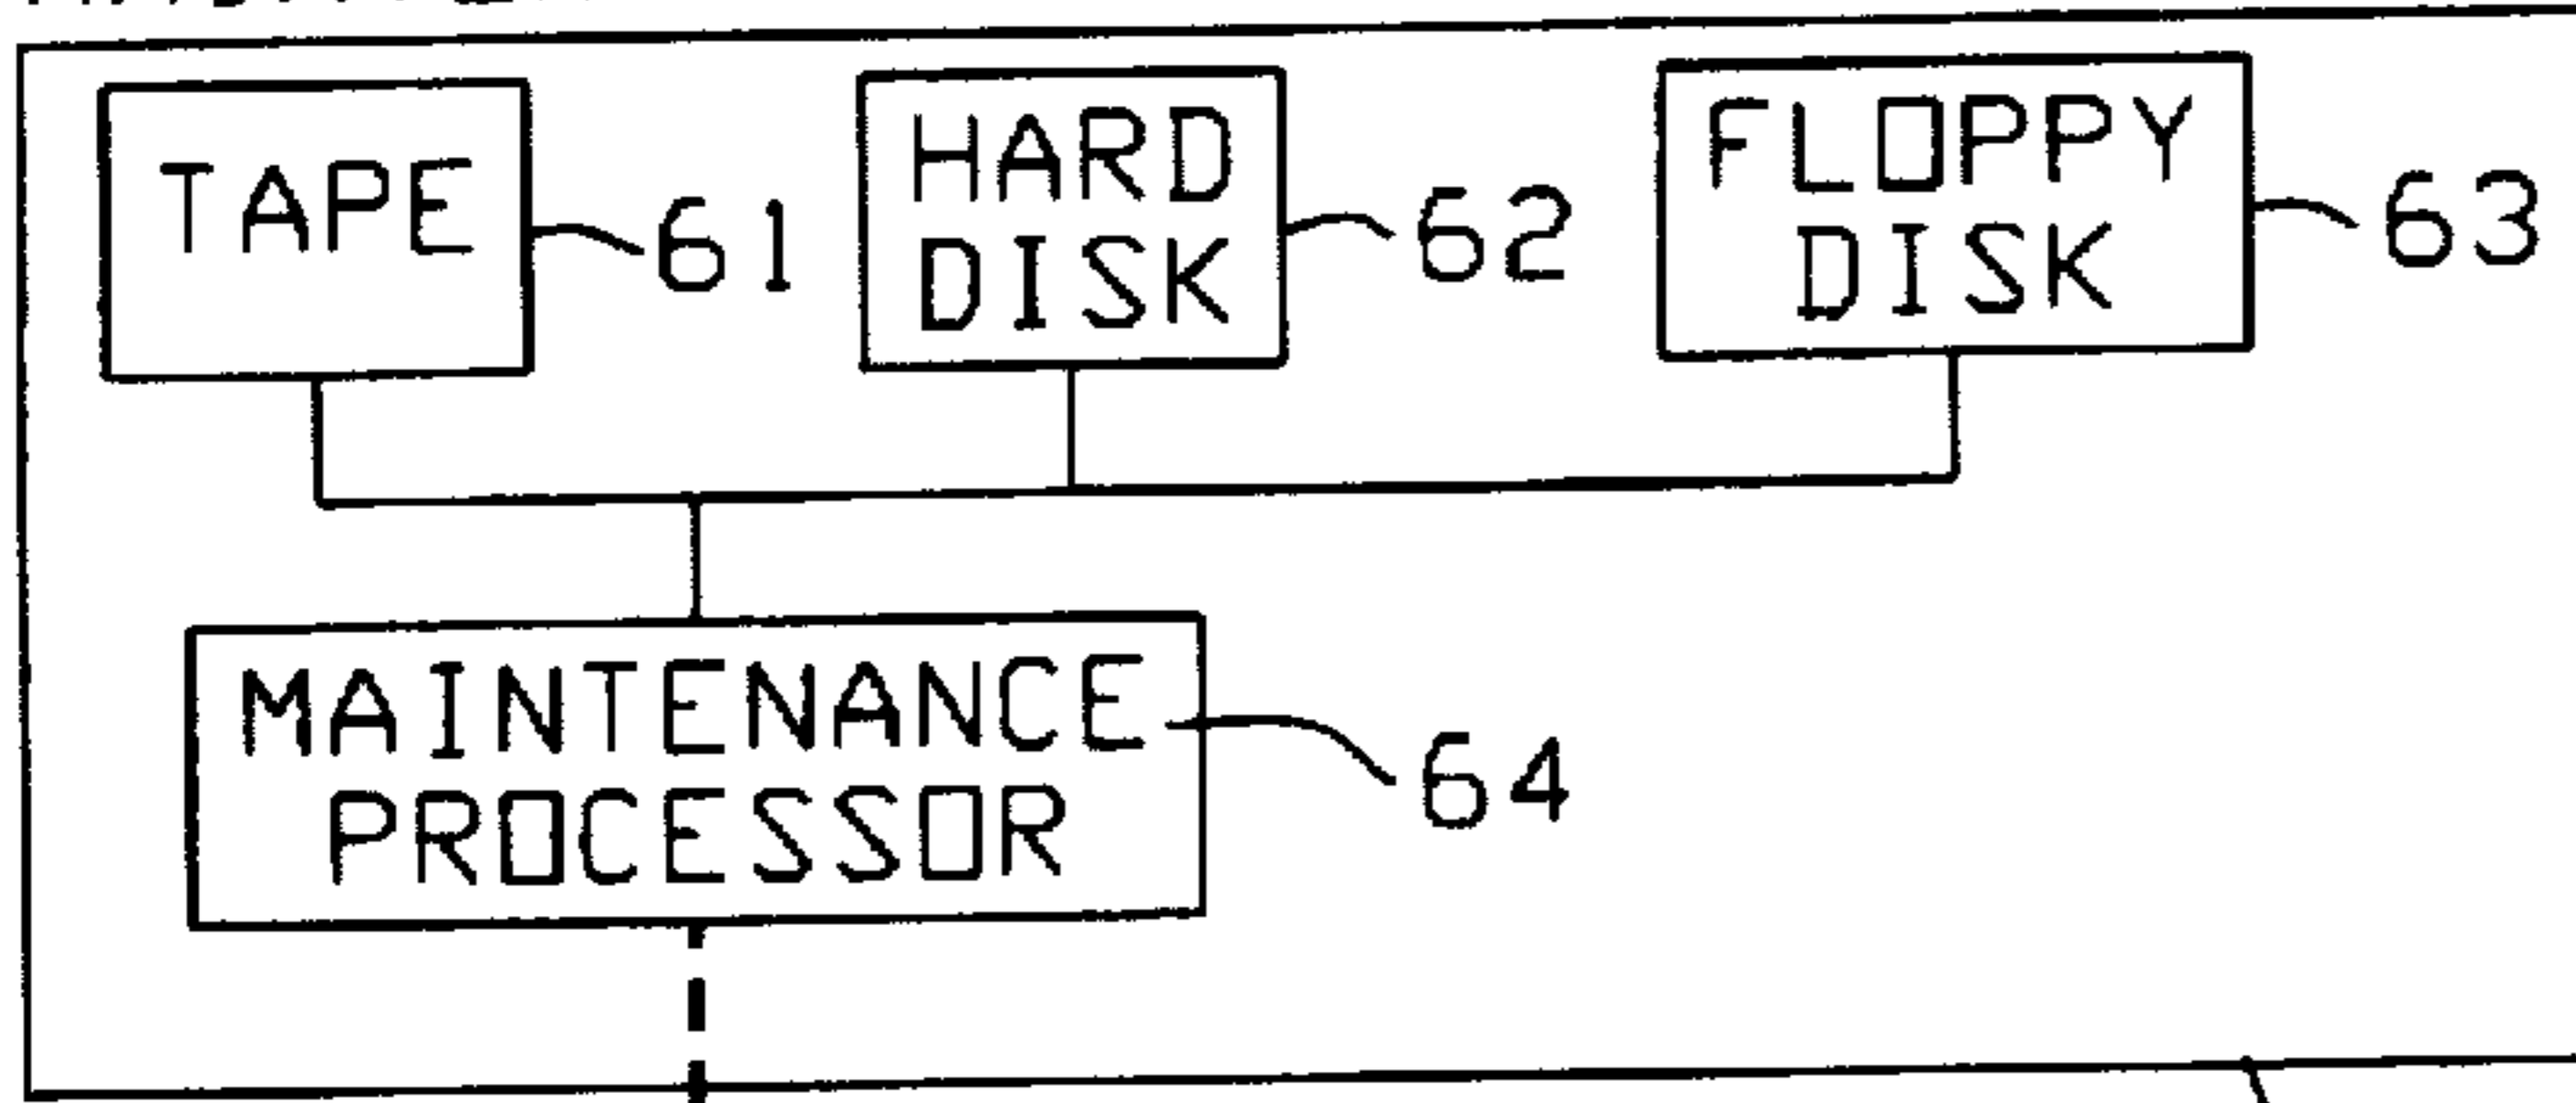 TAPE
61
HARD
DISK
62
FLOPPY
DISK
63
MAINTENANCE
PROCESSOR
64